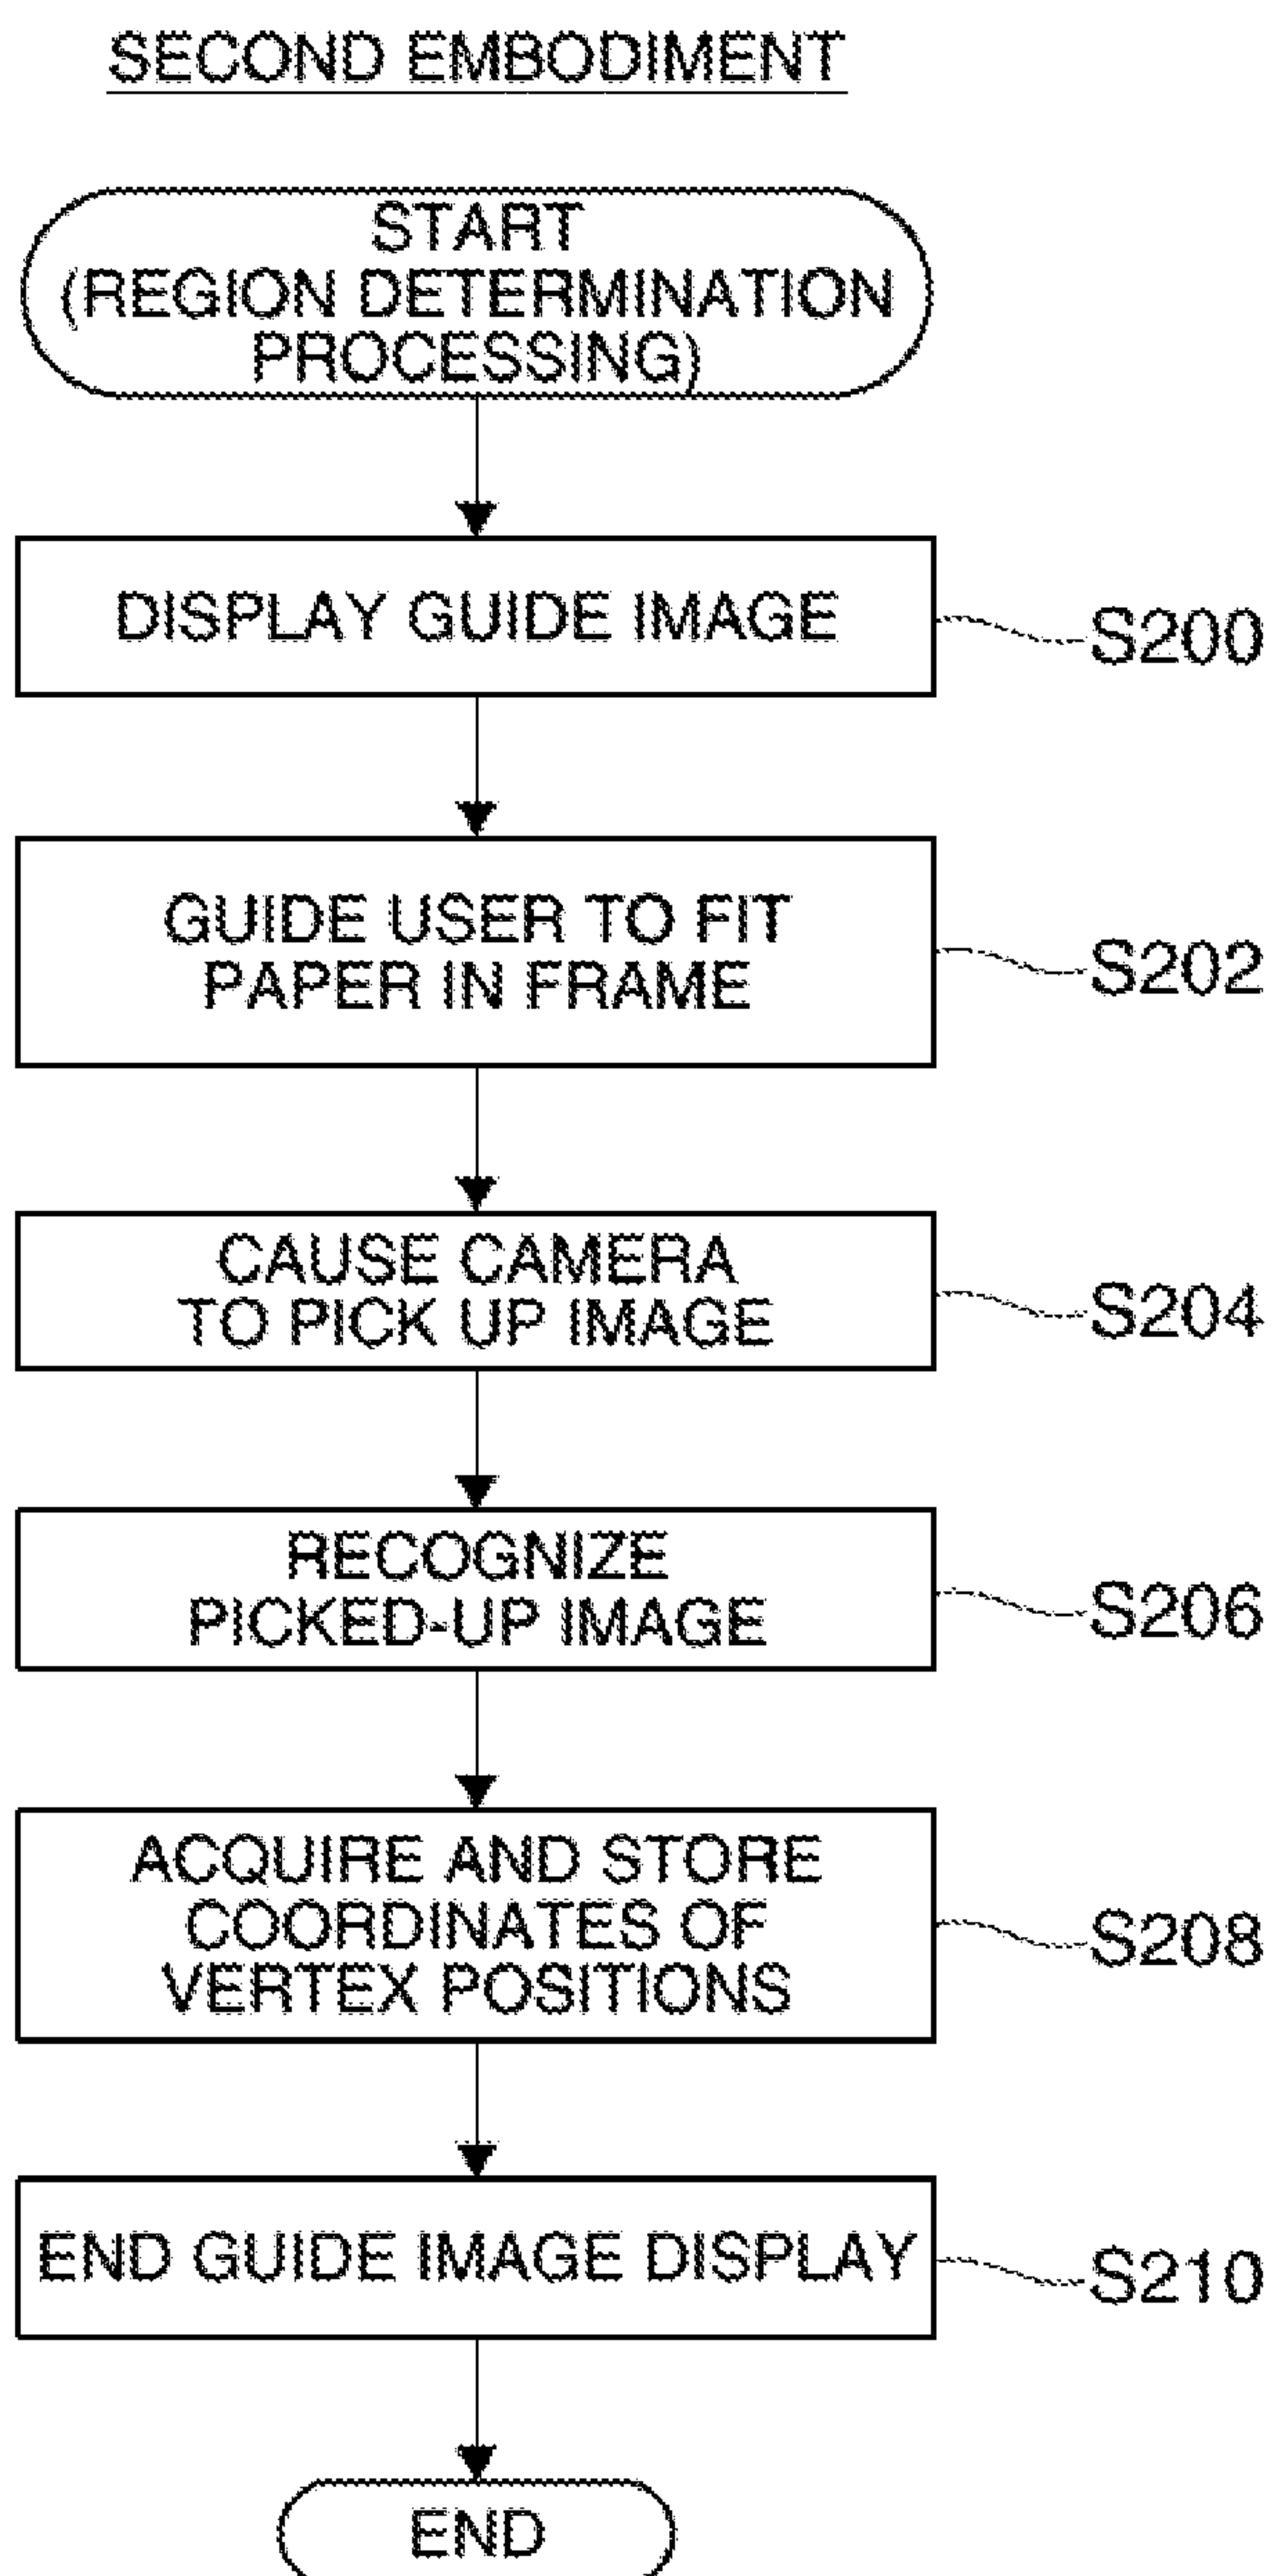 SECOND EMBODIMENT
START
(REGION DETERMINATION
PROCESSING)
DISPLAY GUIDE IMAGE
S200
GUIDE USER TO FIT
PAPER IN FRAME
S202
CAUSE CAMERA
TO PICK UP IMAGE
S204
RECOGNIZE
PICKED-UP IMAGE
S206
ACQUIRE AND STORE
COORDINATES OF
VERTEX POSITIONS
S208
END GUIDE IMAGE DISPLAY
S210
END